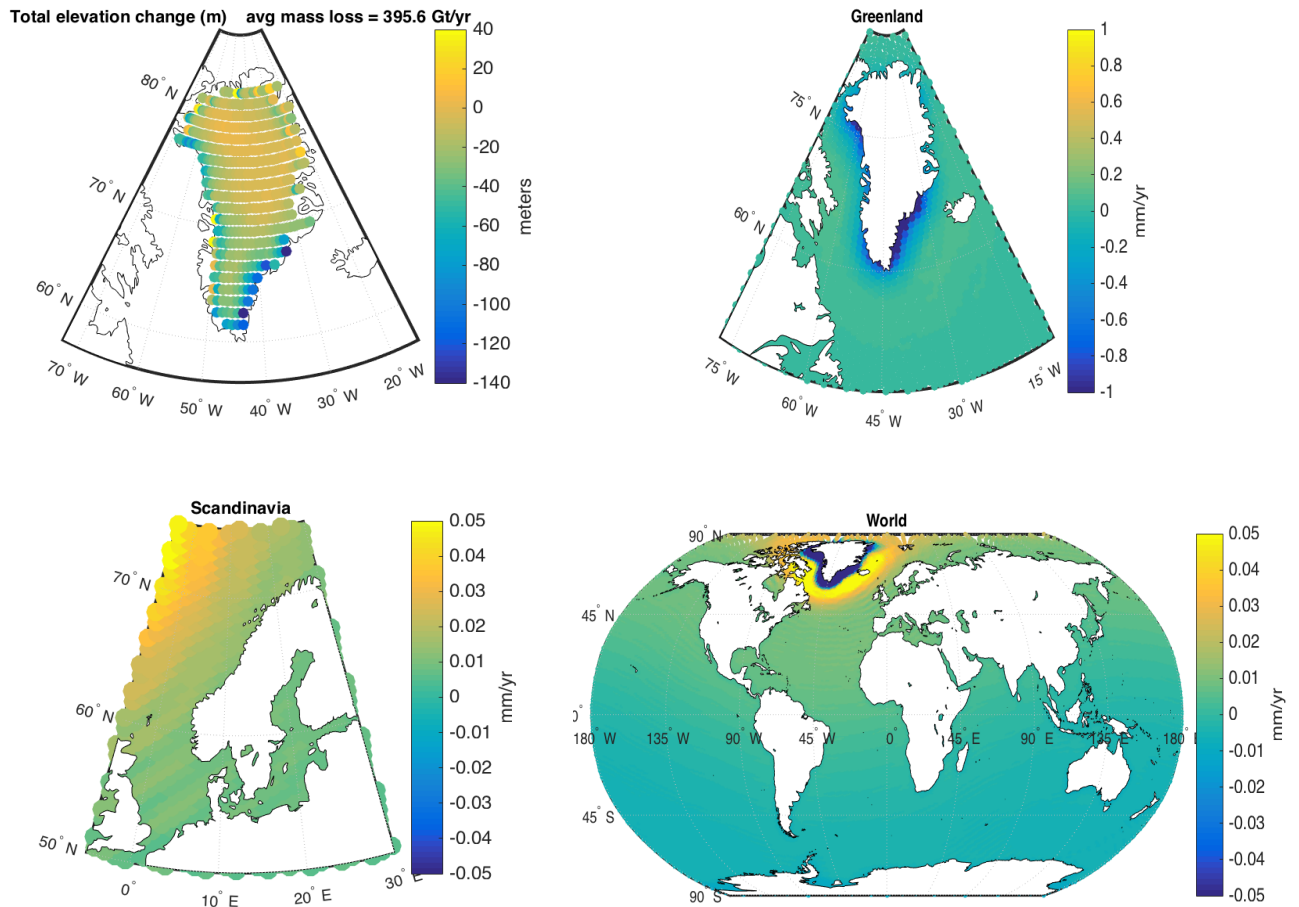 Total elevation change (m) avg mass loss = 395.6 Gt/yr
80° N
70° N
60° N
70° W
60° W
50° W
40° W
30° W
20° W
40
20
0
-20
-40
-60
-80
-100
-120
-140
meters
Greenland
75° N
60° N
75° W
60° W
45° W
30° W
15° W
1
0.8
0.6
0.4
0.2
0
-0.2
-0.4
-0.6
-0.8
-1
mm/yr
Scandinavia
70° N
60° N
50° N
0°
10° E
20° E
30° E
0.05
0.04
0.03
0.02
0.01
0
-0.01
-0.02
-0.03
-0.04
-0.05
mm/yr
World
90° N
45° N
0°
180° W
135° W
90° W
45° W
0°
45° E
90° E
135° E
180° E
45° S
90° S
0.05
0.04
0.03
0.02
0.01
0
-0.01
-0.02
-0.03
-0.04
-0.05
mm/yr